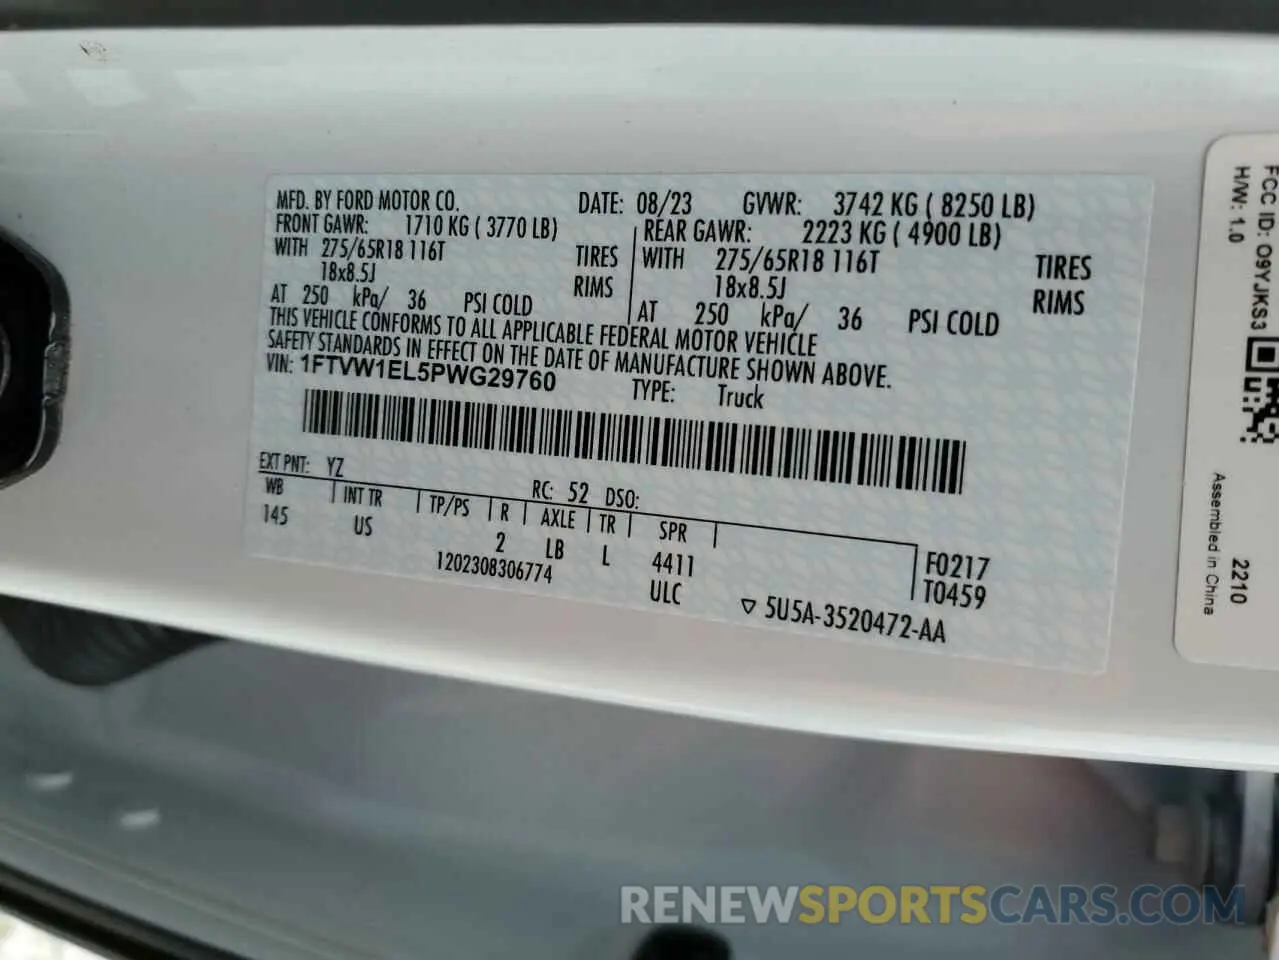 MFD. BY FORD MOTOR CO. DATE: 08/23 GVWR: 3742 KG ( 8250 LB)
FRONT GAWR: 1710 KG ( 3770 LB) REAR GAWR: 2223 KG ( 4900 LB)
WITH 275/65R18 116T TIRES WITH 275/65R18 116T TIRES
18x8.5J RIMS 18x8.5J RIMS
AT 250 kPa/ 36 PSI COLD AT 250 kPa/ 36 PSI COLD
THIS VEHICLE CONFORMS TO ALL APPLICABLE FEDERAL MOTOR VEHICLE
SAFETY STANDARDS IN EFFECT ON THE DATE OF MANUFACTURE SHOWN ABOVE.
VIN: 1FTVW1EL5PWG29760 TYPE: Truck
EXT PNT: YZ RC: 52 DSO:
WB INT TR TP/PS R AXLE TR SPR
145 US 2 LB L 4411 F0217
1202308306774 ULC T0459
▽ 5U5A-3520472-AA
FCC ID: O9YJKS3
H/W: 1.0
2210
Assembled in China
RENEWSPORTSCARS.COM